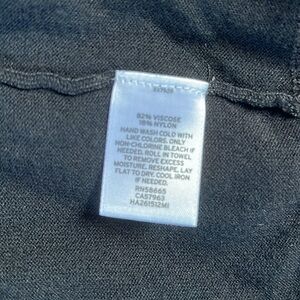 82% VISCOSE
18% NYLON
HAND WASH COLD WITH
LIKE COLORS. ONLY
NON-CHLORINE BLEACH IF
NEEDED. ROLL IN TOWEL
TO REMOVE EXCESS
MOISTURE, RESHAPE, LAY
FLAT TO DRY. COOL IRON
IF NEEDED.
RN58665
CA57963
HA261512MI